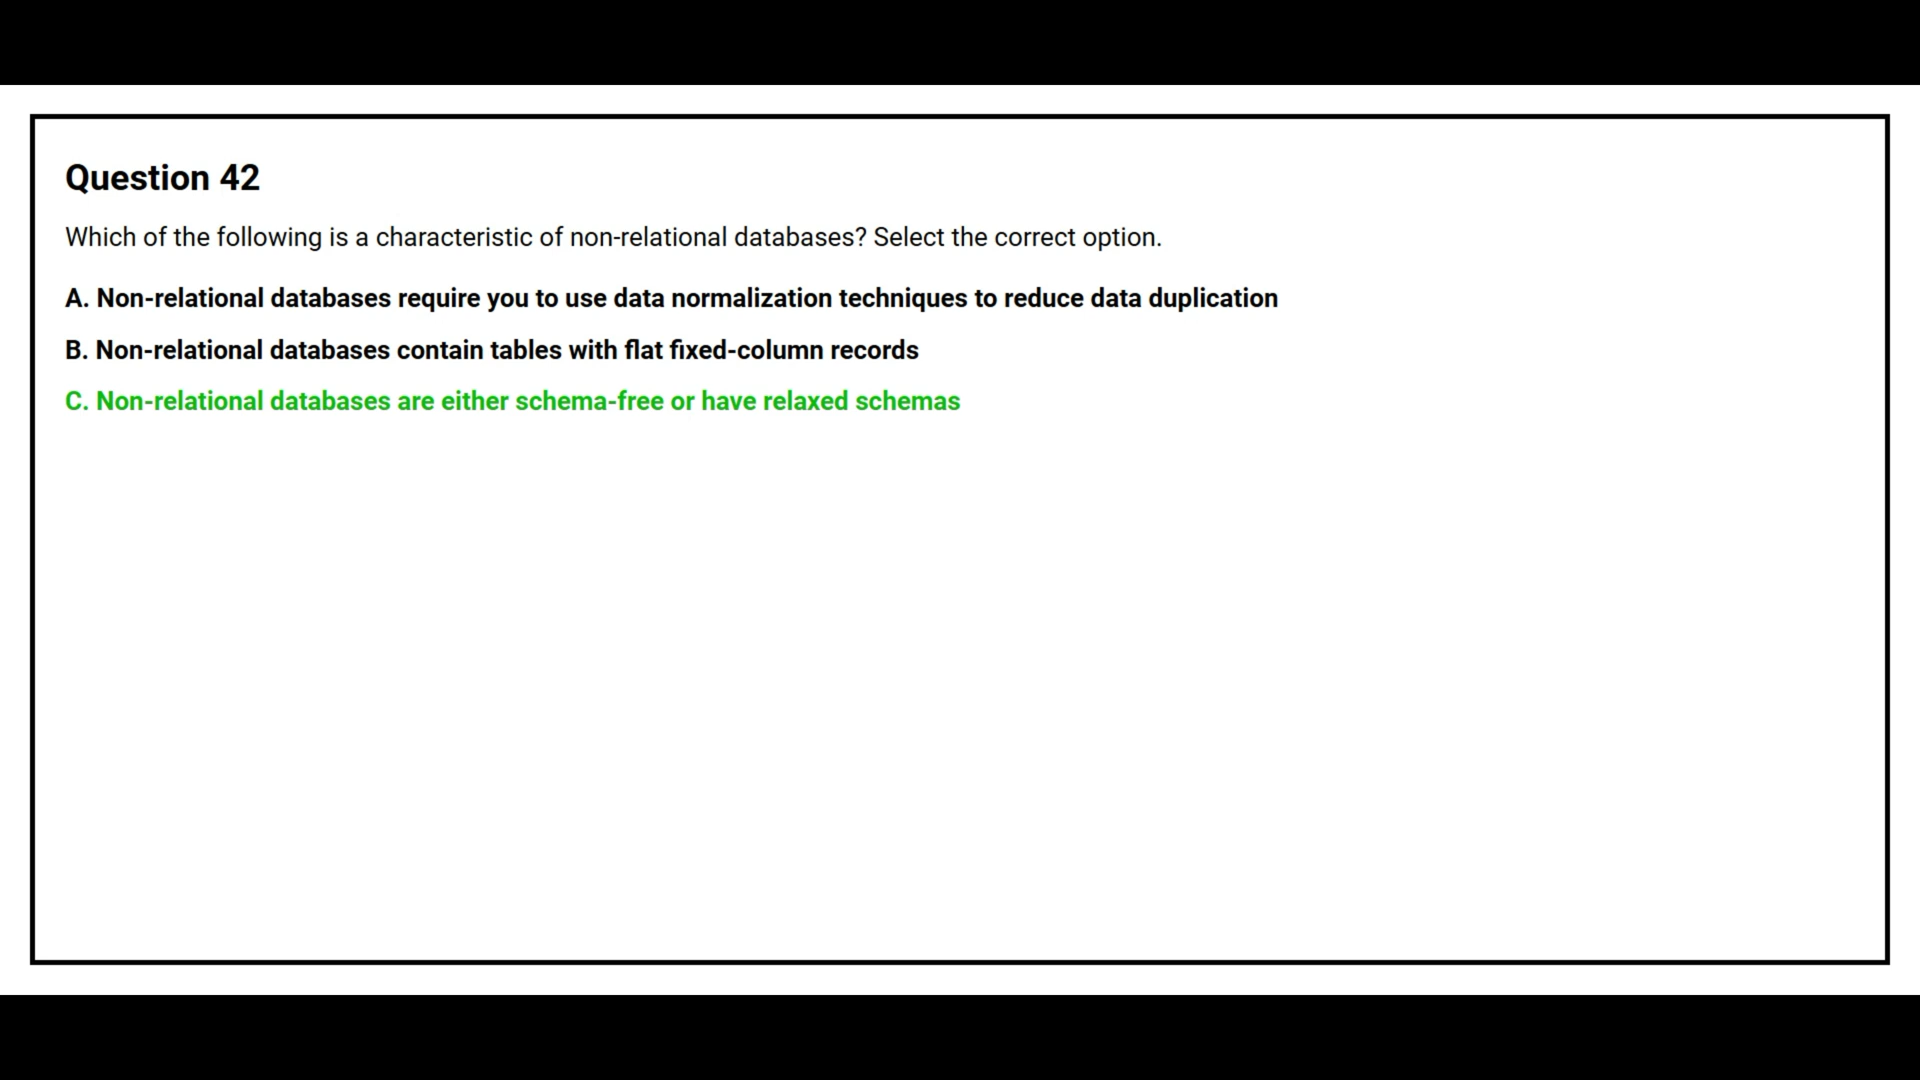 Question 42
Which of the following is a characteristic of non-relational databases? Select the correct option.
A. Non-relational databases require you to use data normalization techniques to reduce data duplication
B. Non-relational databases contain tables with flat fixed-column records
C. Non-relational databases are either schema-free or have relaxed schemas